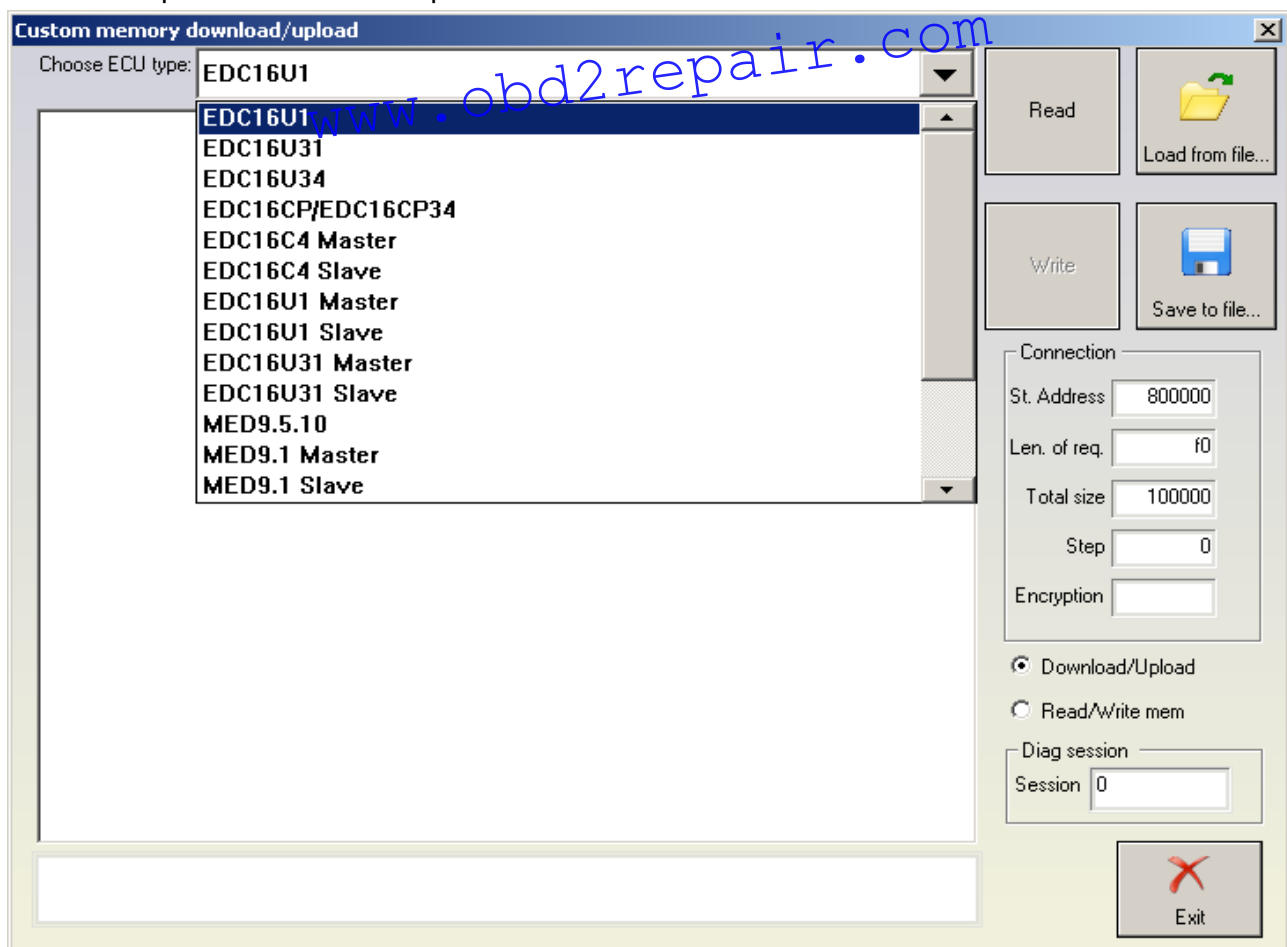 Custom memory download/upload
Choose ECU type:
EDC16U1
www.obd2repair.com
EDC16U1
EDC16U31
EDC16U34
EDC16CP/EDC16CP34
EDC16C4 Master
EDC16C4 Slave
EDC16U1 Master
EDC16U1 Slave
EDC16U31 Master
EDC16U31 Slave
MED9.5.10
MED9.1 Master
MED9.1 Slave
Read
Load from file...
Write
Save to file...
Connection
St. Address 800000
Len. of req. f0
Total size 100000
Step 0
Encryption
Download/Upload
Read/Write mem
Diag session
Session 0
Exit